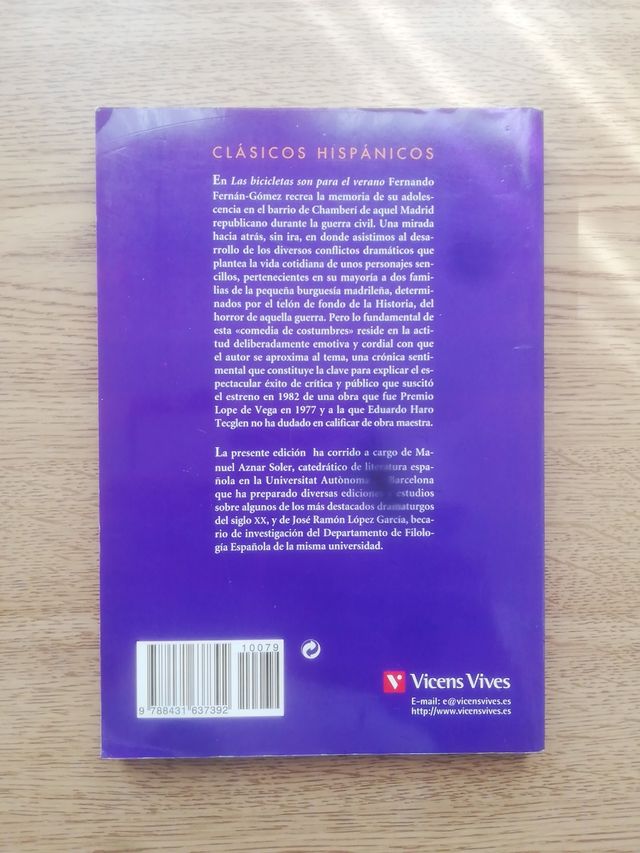 CLÁSICOS HISPÁNICOS
En Las bicicletas son para el verano Fernando
Fernán-Gómez recrea la memoria de su adoles-
cencia en el barrio de Chamberí de aquel Madrid
republicano durante la guerra civil. Una mirada
hacia atrás, sin ira, en donde asistimos al desa-
rrollo de los diversos conflictos dramáticos que
plantea la vida cotidiana de unos personajes sen-
cillos, pertenecientes en su mayoría a dos fami-
lias de la pequeña burguesía madrileña, determi-
nados por el telón de fondo de la Historia, del
horror de aquella guerra. Pero lo fundamental de
esta «comedia de costumbres» reside en la acti-
tud deliberadamente emotiva y cordial con que
el autor se aproxima al tema, una crónica senti-
mental que constituye la clave para explicar el es-
pectacular éxito de crítica y público que suscitó
el estreno en 1982 de una obra que fue Premio
Lope de Vega en 1977 y a la que Eduardo Haro
Tecglen no ha dudado en calificar de obra maestra.
La presente edición ha corrido a cargo de Ma-
nuel Aznar Soler, catedrático de literatura espa-
ñola en la Universitat Autònoma Barcelona
que ha preparado diversas ediciones estudios
sobre algunos de los más destacados dramaturgos
del siglo XX, y de José Ramón López García, beca-
rio de investigación del Departamento de Filolo-
gía Española de la misma universidad.
10079
9 788431 637392
Vicens Vives
E-mail: e@vicensvives.es
http://www.vicensvives.es